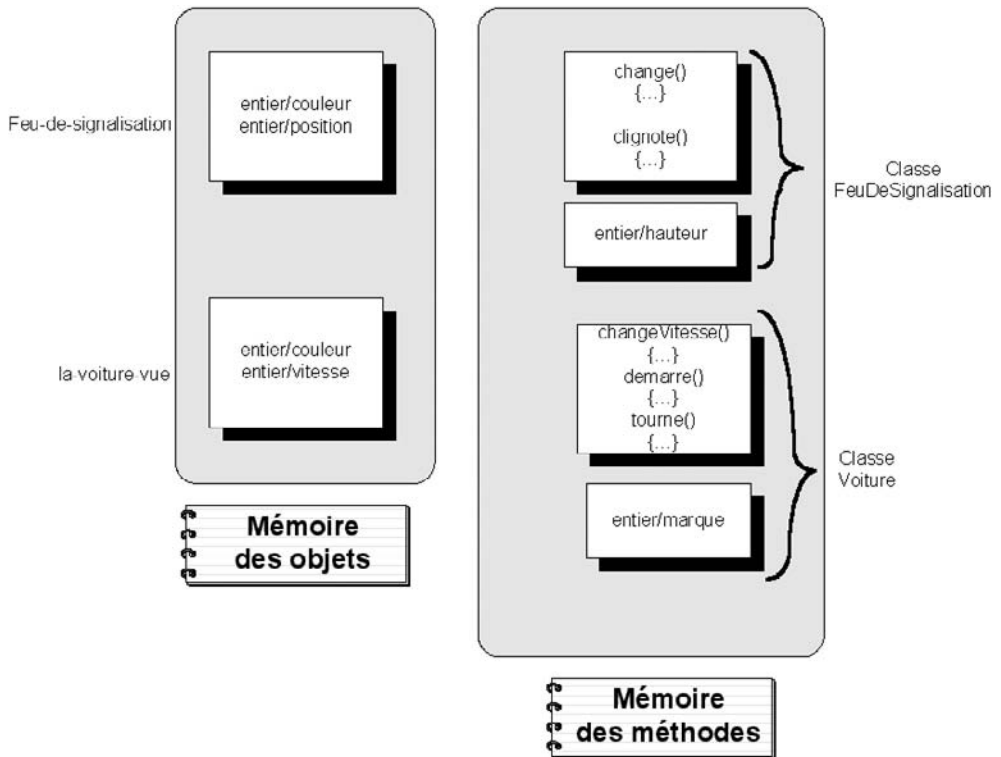 Feu-de-signalisation
entier/couleur
entier/position
la-voiture-vue
entier/couleur
entier/vitesse
Mémoire
des objets
change()
{...}
clignote()
{...}
entier/hauteur
Classe
FeuDeSignalisation
changeVitesse()
{...}
demarre()
{...}
tourne()
{...}
entier/marque
Classe
Voiture
Mémoire
des méthodes